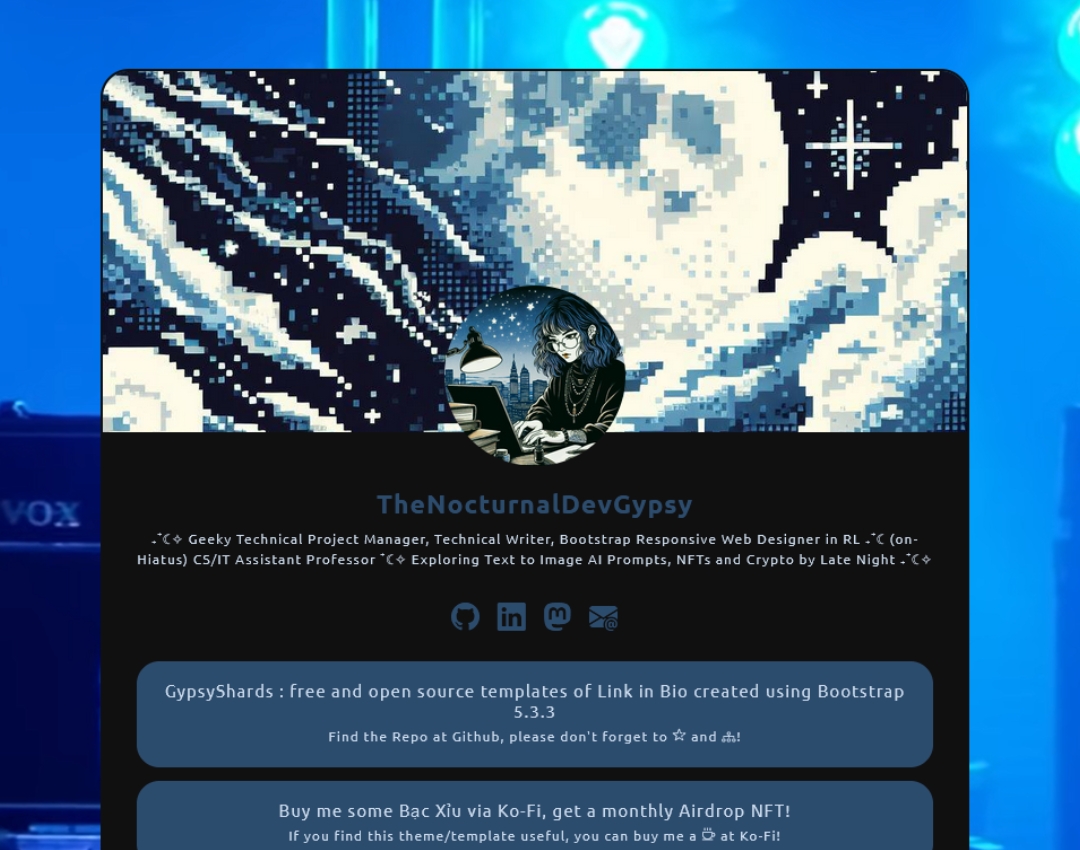 VOX
TheNocturnalDevGypsy
˖⁺☾✧ Geeky Technical Project Manager, Technical Writer, Bootstrap Responsive Web Designer in RL ˖⁺☾ (on-
Hiatus) CS/IT Assistant Professor ⁺☾✧ Exploring Text to Image AI Prompts, NFTs and Crypto by Late Night ˖⁺☾✧
GypsyShards : free and open source templates of Link in Bio created using Bootstrap
5.3.3
Find the Repo at Github, please don't forget to ☆ and !
Buy me some Bạc Xỉu via Ko-Fi, get a monthly Airdrop NFT!
If you find this theme/template useful, you can buy me a ☕ at Ko-Fi!